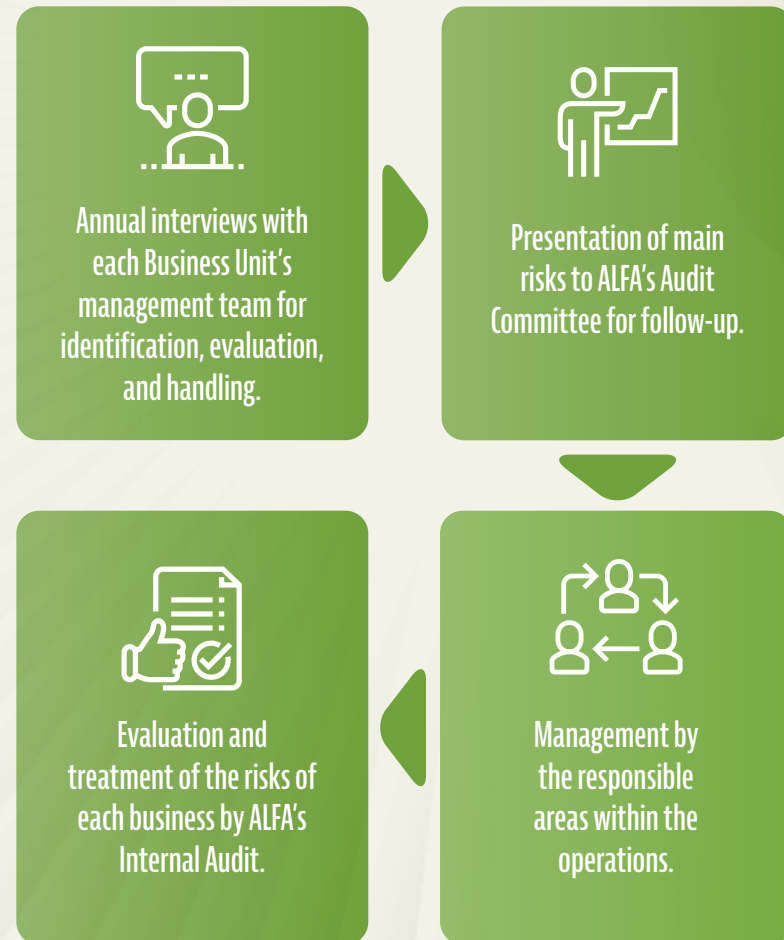 Annual interviews with
each Business Unit's
management team for
identification, evaluation,
and handling.
Presentation of main
risks to ALFA's Audit
Committee for follow-up.
Management by
the responsible
areas within the
operations.
Evaluation and
treatment of the risks of
each business by ALFA's
Internal Audit.